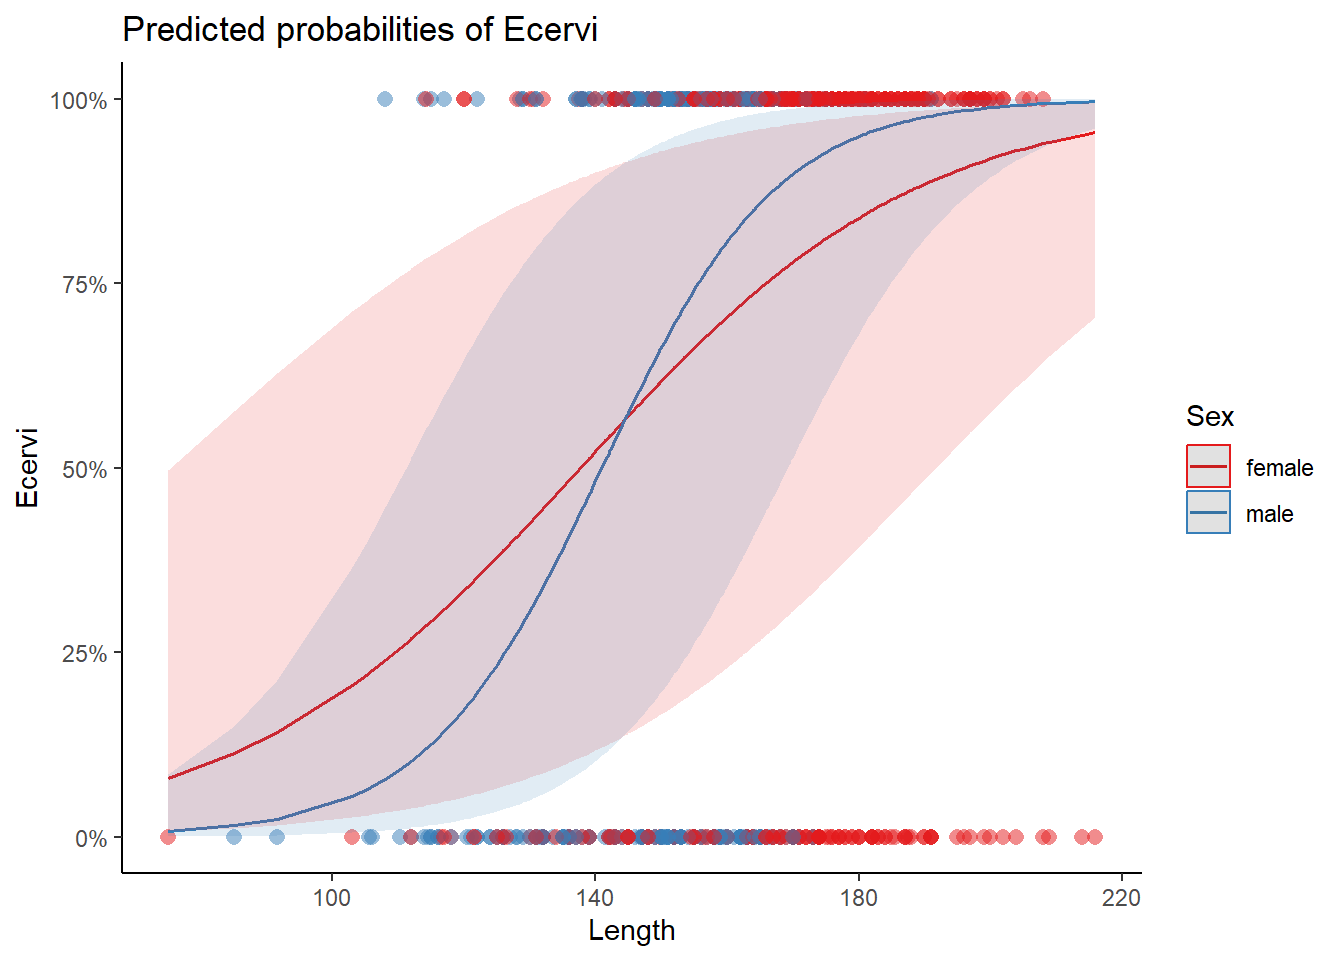 Predicted probabilities of Ecervi
100%
75%
50%
25%
0%
Ecervi
100
140
180
220
Length
Sex
female
male